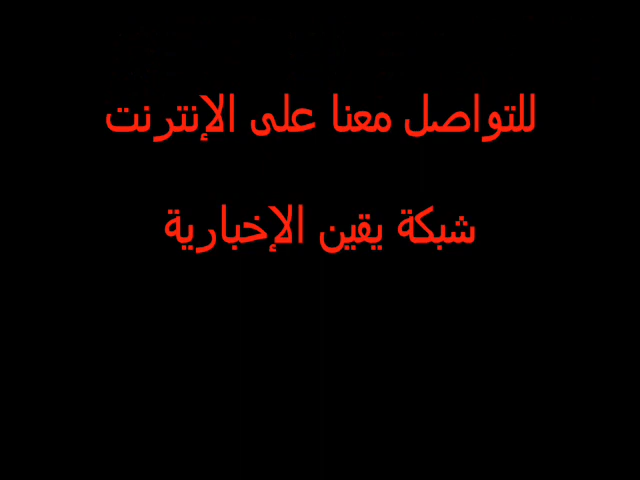 للتواصل معنا على الإنترنت
شبكة يقين الإخبارية